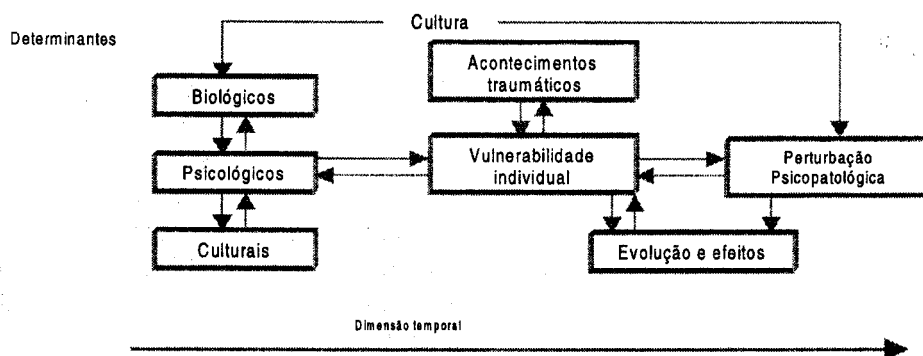 Cultura
Determinantes
Acontecimentos
traumáticos
Biológicos
Psicológicos
Vulnerabilidade
individual
Perturbação
Psicopatológica
Culturais
Evolução e efeitos
Dimensão temporal